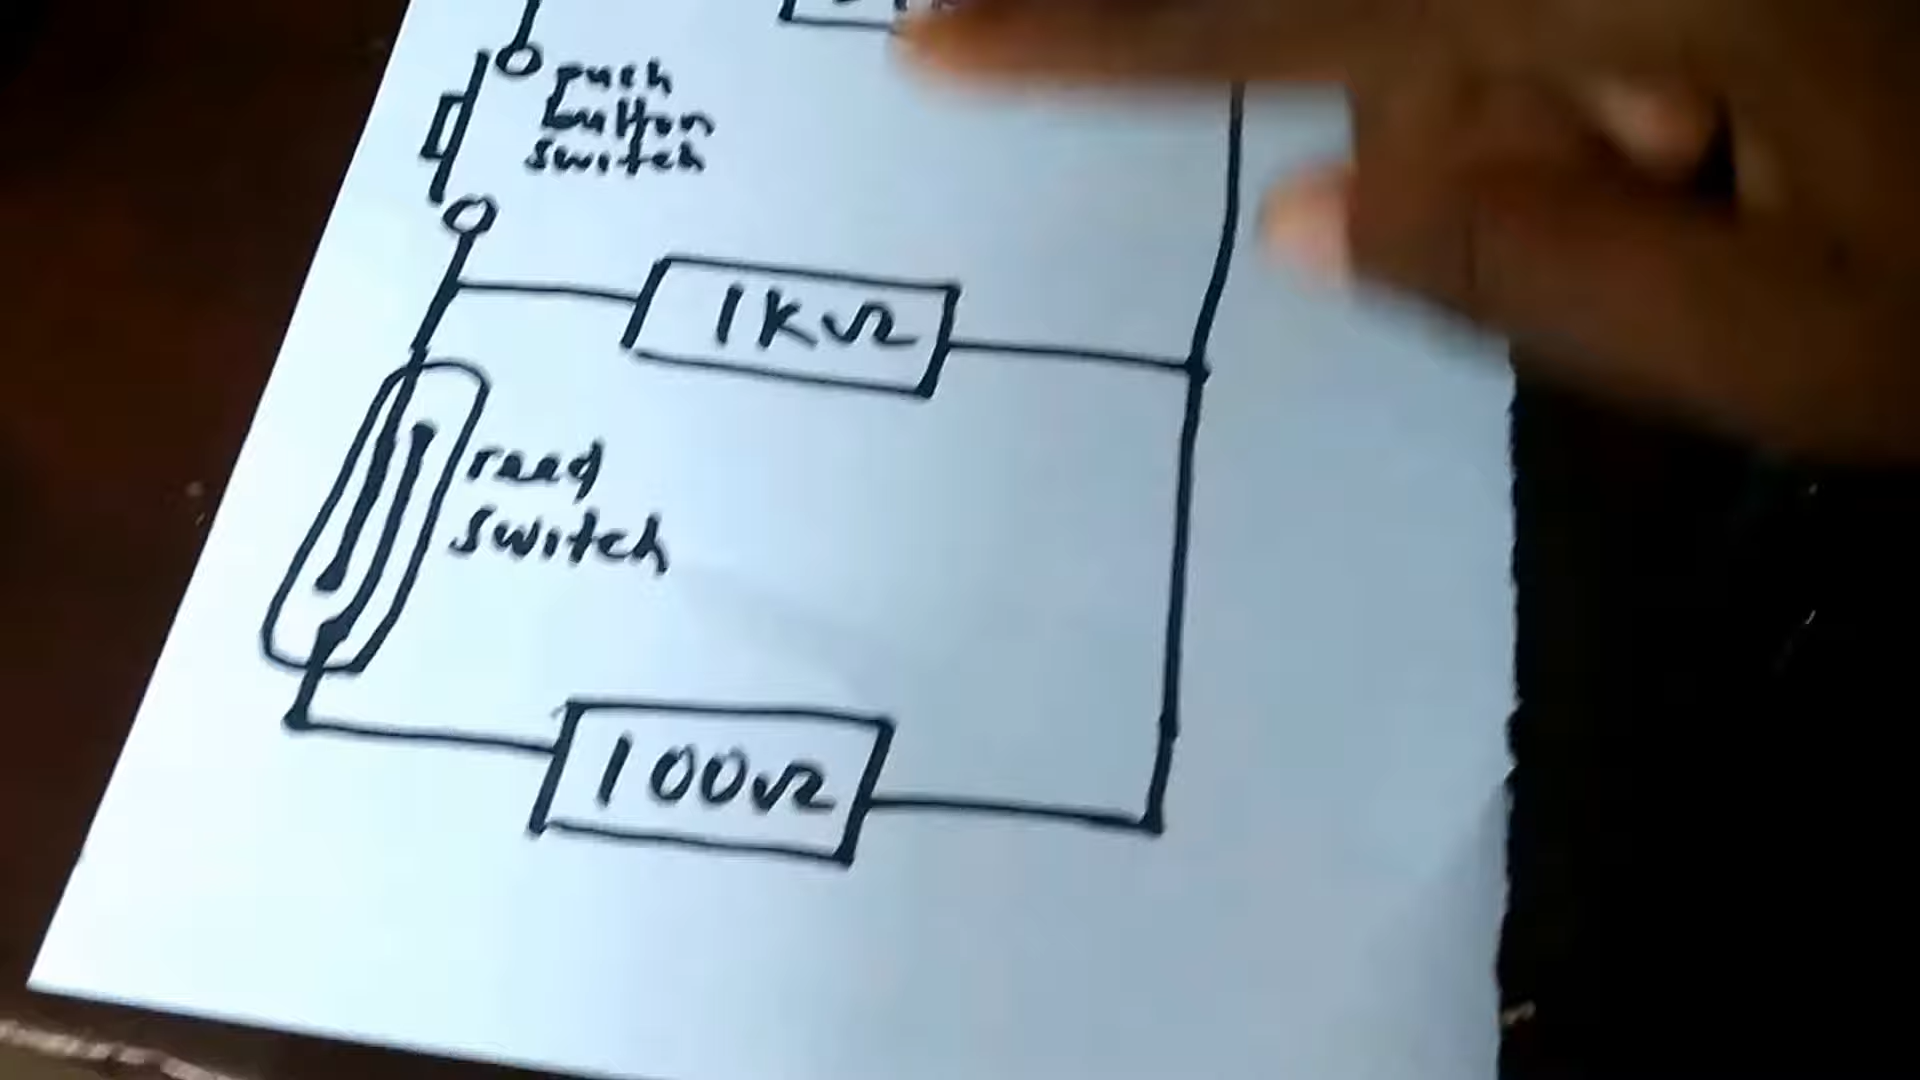 push
button
switch
1kΩ
reed
switch
100Ω